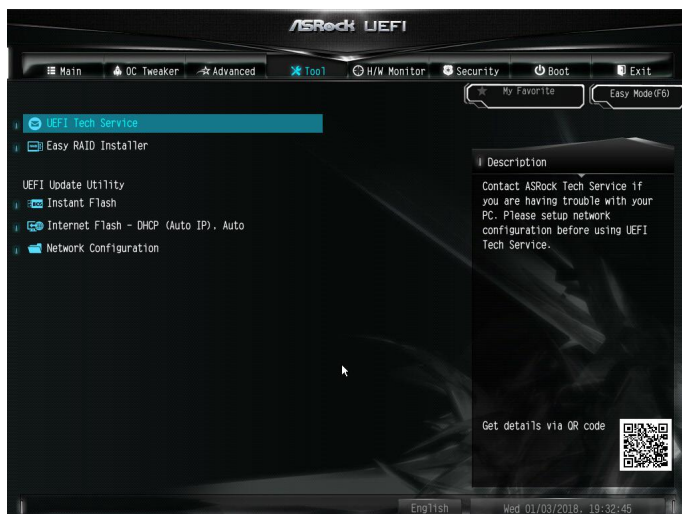 ASRock UEFI
Main
OC Tweaker
Advanced
Tool
H/W Monitor
Security
Boot
Exit
My Favorite
Easy Mode(F6)
UEFI Tech Service
Easy RAID Installer
UEFI Update Utility
Instant Flash
Internet Flash - DHCP (Auto IP). Auto
Network Configuration
Description
Contact ASRock Tech Service if
you are having trouble with your
PC. Please setup network
configuration before using UEFI
Tech Service.
Get details via QR code
English
Wed 01/03/2018. 19:32:45